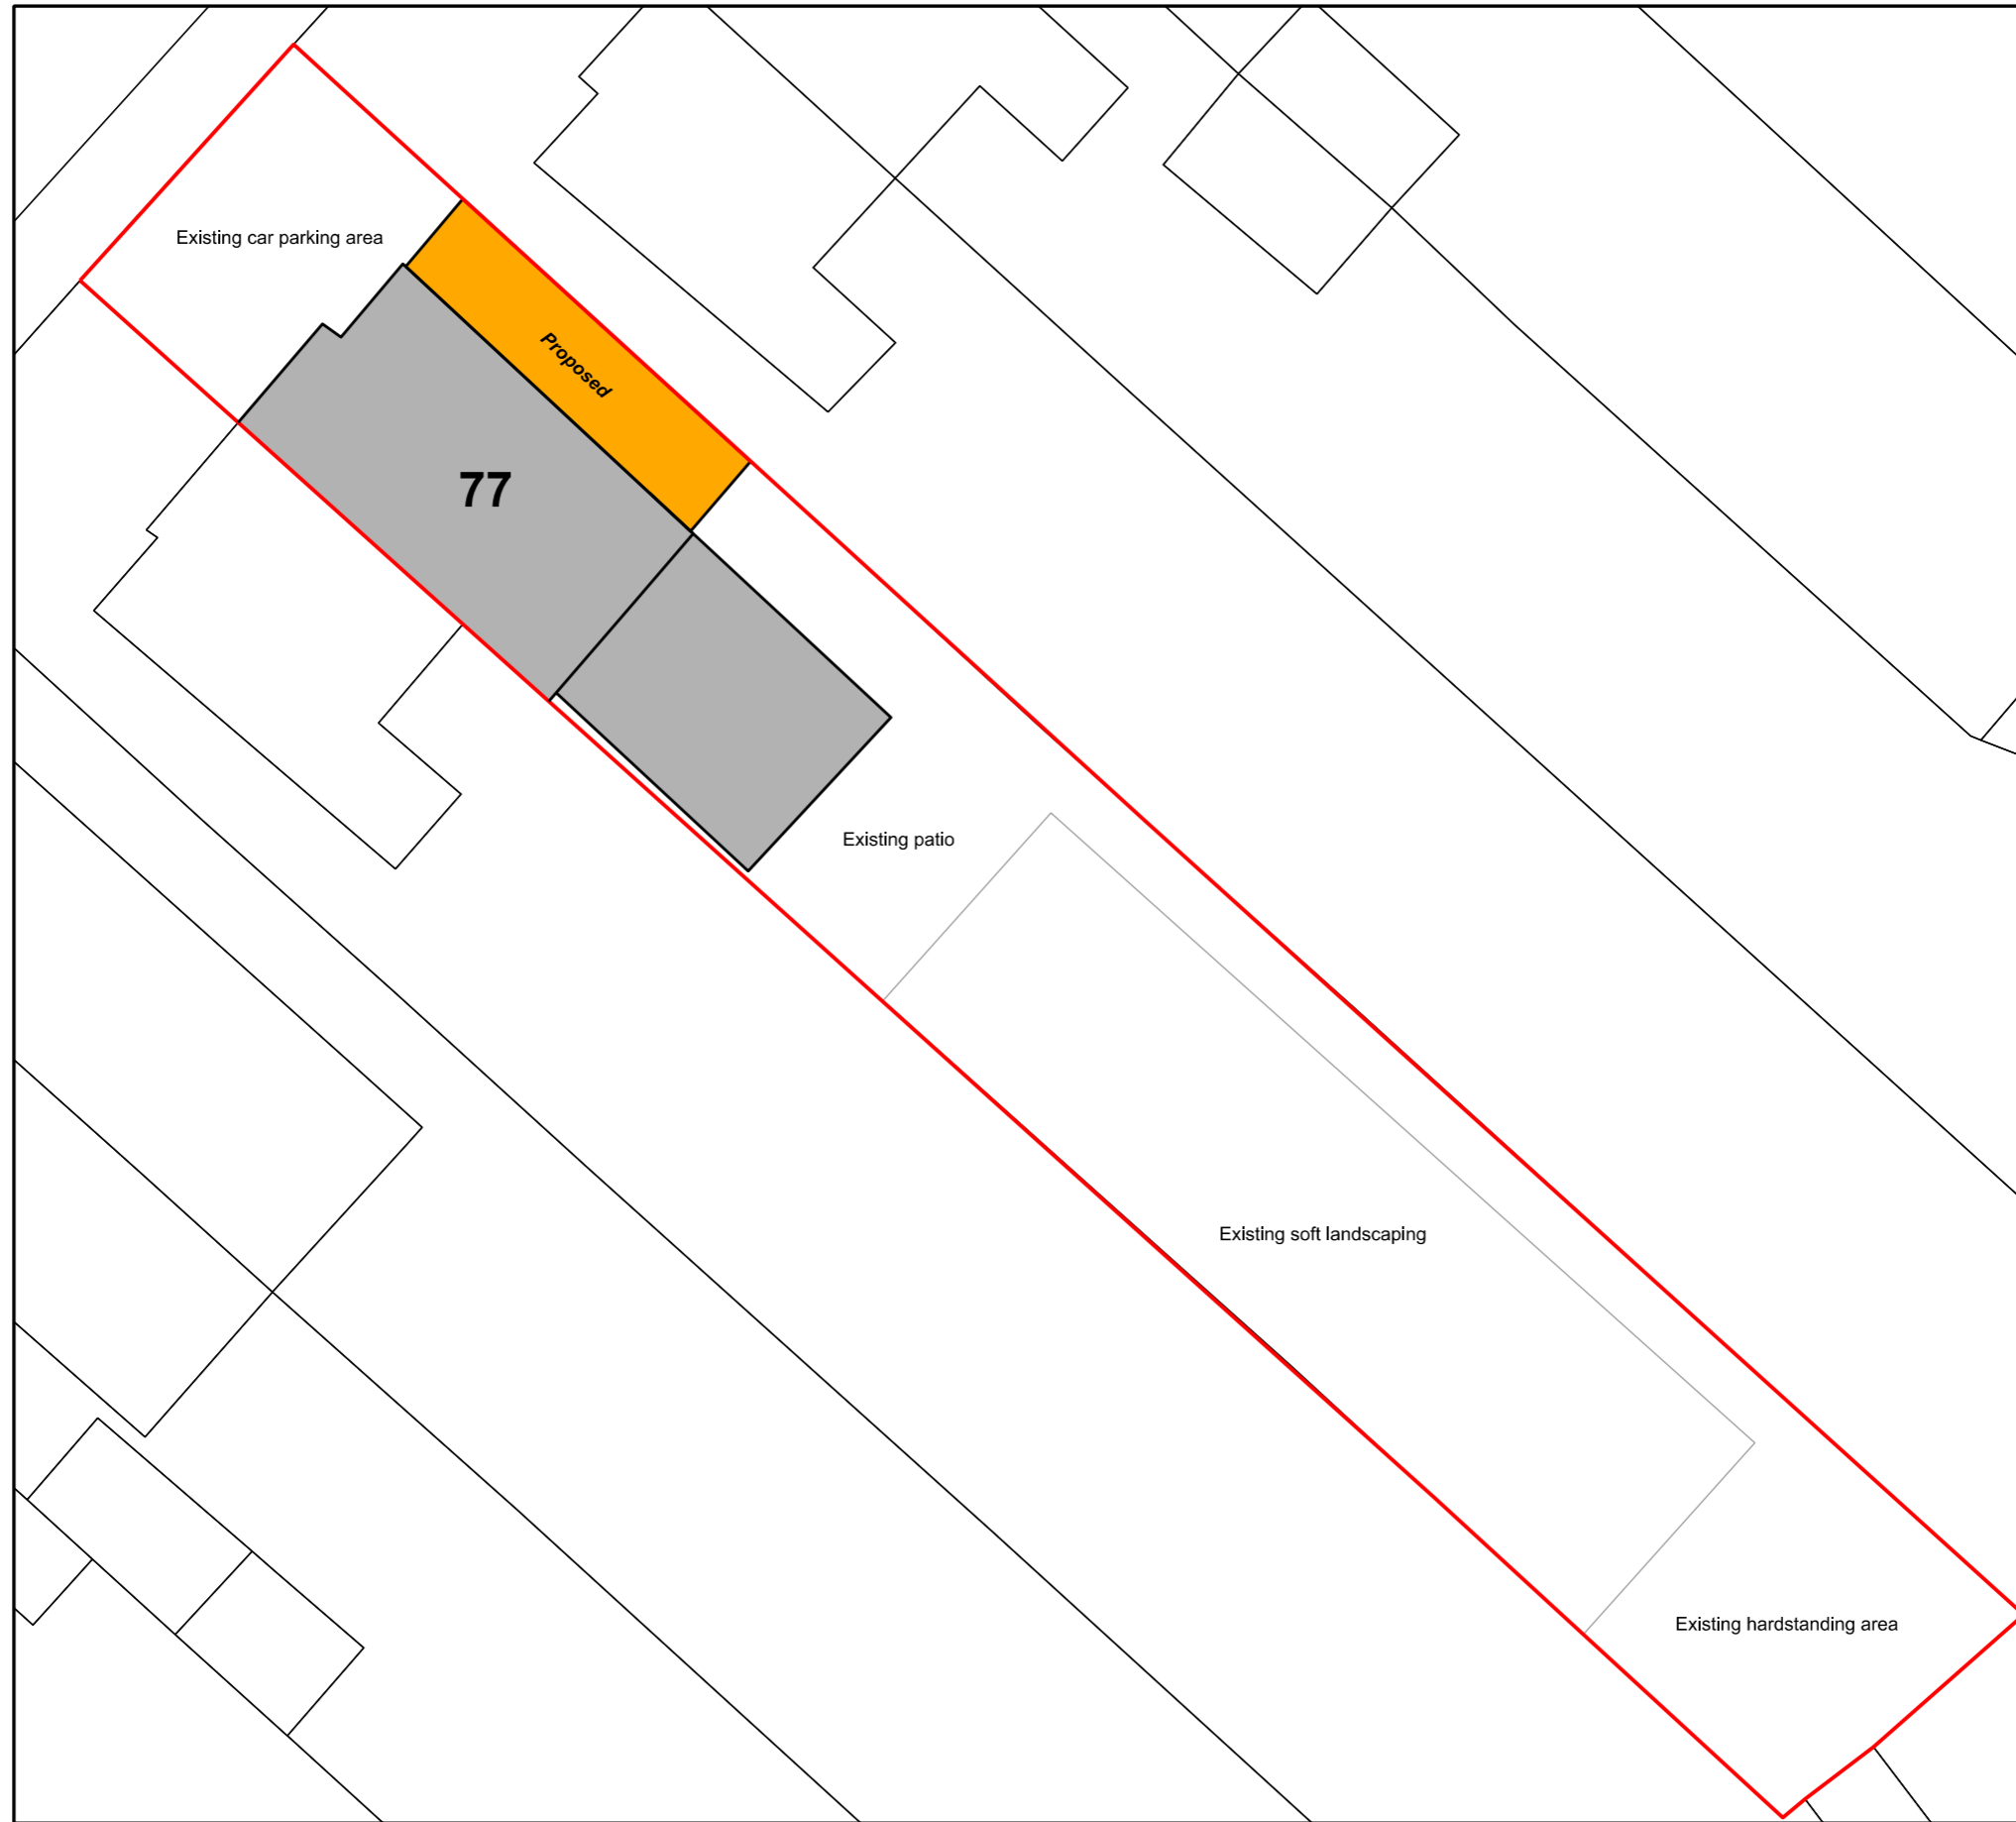 Existing car parking area
Proposed
77
Existing patio
Existing soft landscaping
Existing hardstanding area